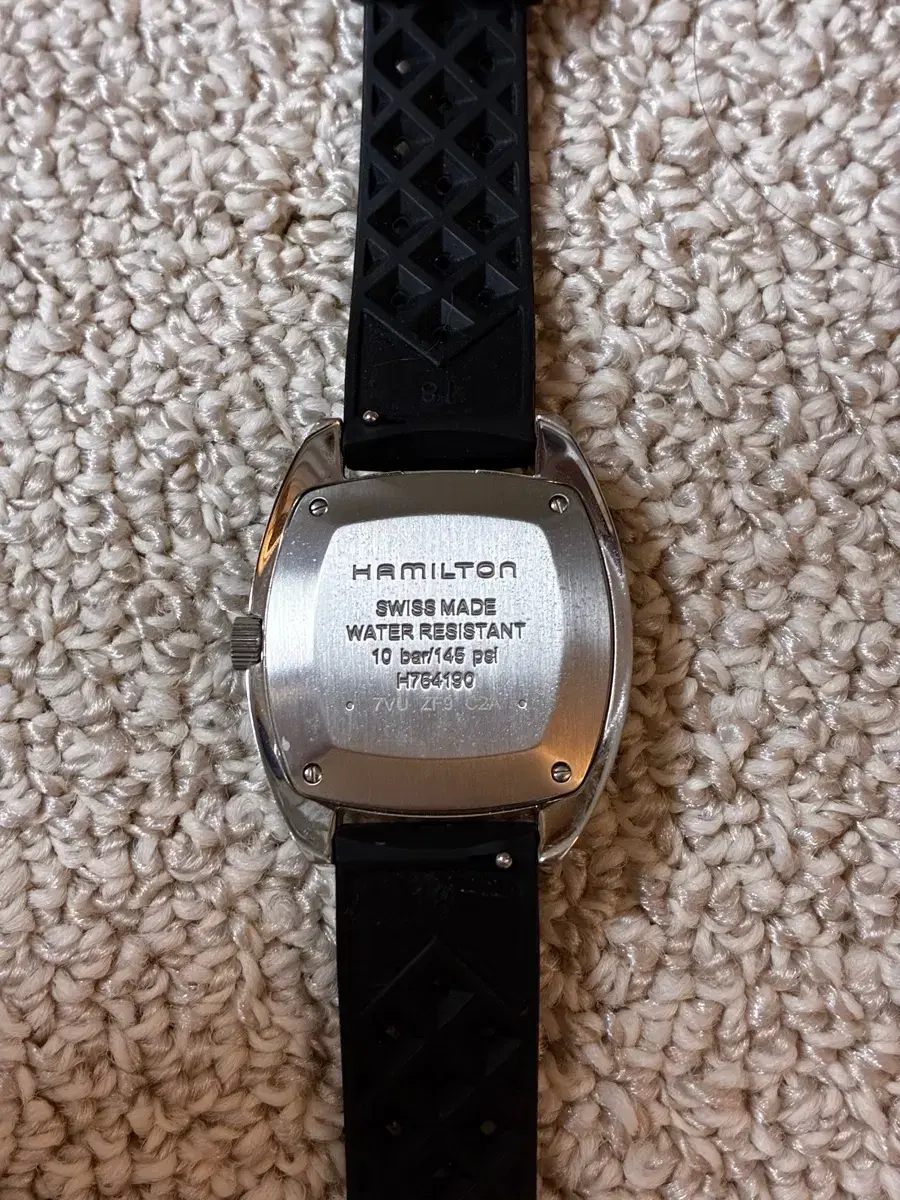 HAMILTON
SWISS MADE
WATER RESISTANT
10 bar/145 psi
H764190
7VU ZF9 C2A